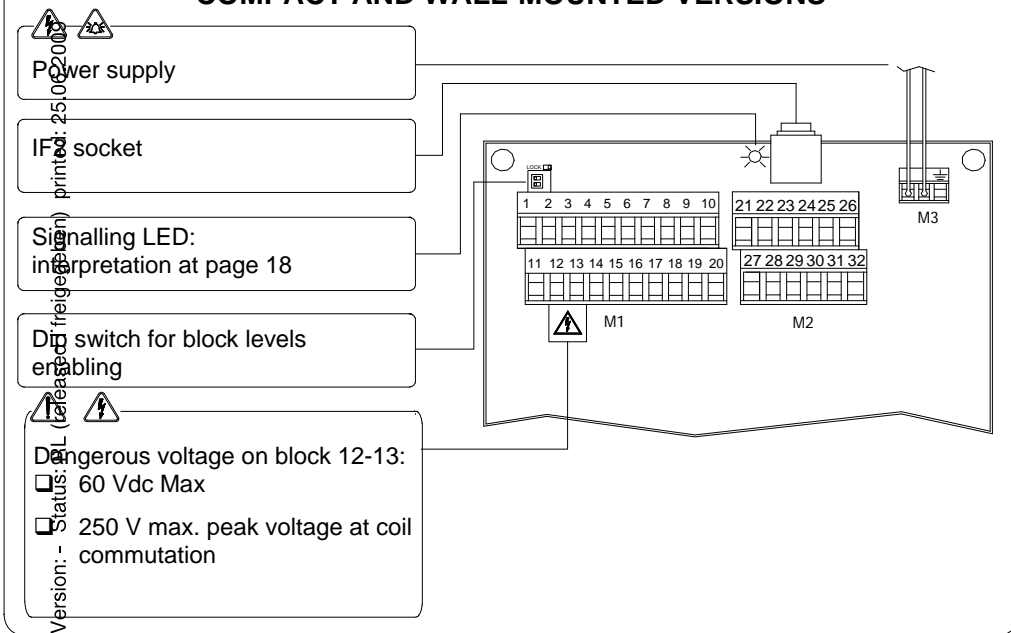 COMPACT AND WALL MOUNTED VERSIONS
Power supply
IFX socket
Signalling LED:
interpretation at page 18
Dip switch for block levels
enabling
Dangerous voltage on block 12-13:
❑ 60 Vdc Max
❑ 250 V max. peak voltage at coil
commutation
Version: - Status: RL (released / freigegeben) printed: 25.06.2009
LOCK
1 2 3 4 5 6 7 8 9 10
11 12 13 14 15 16 17 18 19 20
M1
21 22 23 24 25 26
27 28 29 30 31 32
M2
M3